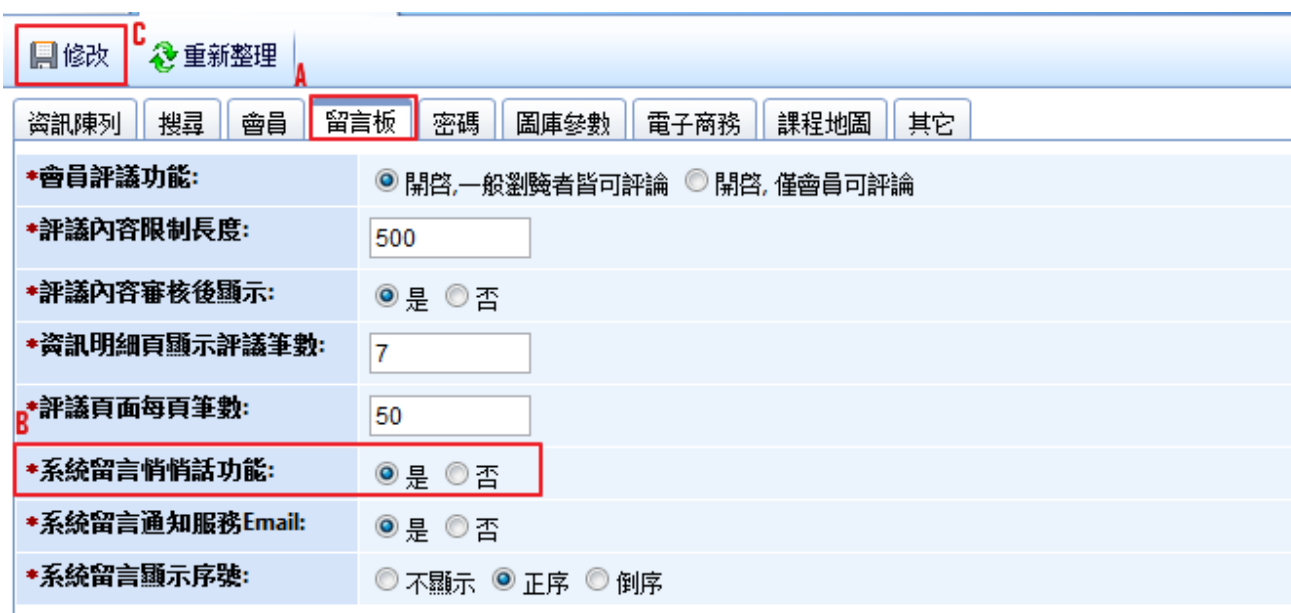 修改 C 重新整理 A
資訊陳列 搜尋 會員 留言板 密碼 圖庫參數 電子商務 課程地圖 其它
*會員評議功能: 開啓,一般瀏覽者皆可評論 開啓, 僅會員可評論
*評議內容限制長度: 500
*評議內容審核後顯示: 是 否
*資訊明細頁顯示評議筆數: 7
B *評議頁面每頁筆數: 50
*系統留言悄悄話功能: 是 否
*系統留言通知服務Email: 是 否
*系統留言顯示序號: 不顯示 正序 倒序